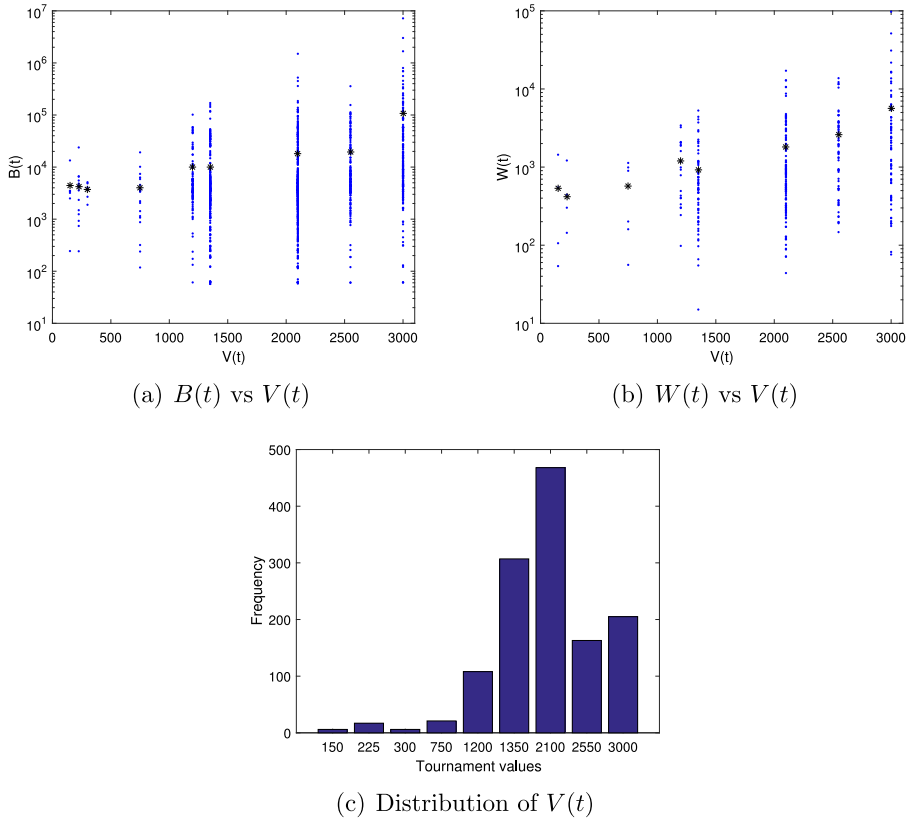 10^7
10^6
10^5
10^4
10^3
10^2
10^1
B(t)
0 500 1000 1500 2000 2500 3000
V(t)
(a) B(t) vs V(t)
10^5
10^4
10^3
10^2
10^1
W(t)
0 500 1000 1500 2000 2500 3000
V(t)
(b) W(t) vs V(t)
500
400
300
200
100
0
Frequency
150 225 300 750 1200 1350 2100 2550 3000
Tournament values
(c) Distribution of V(t)